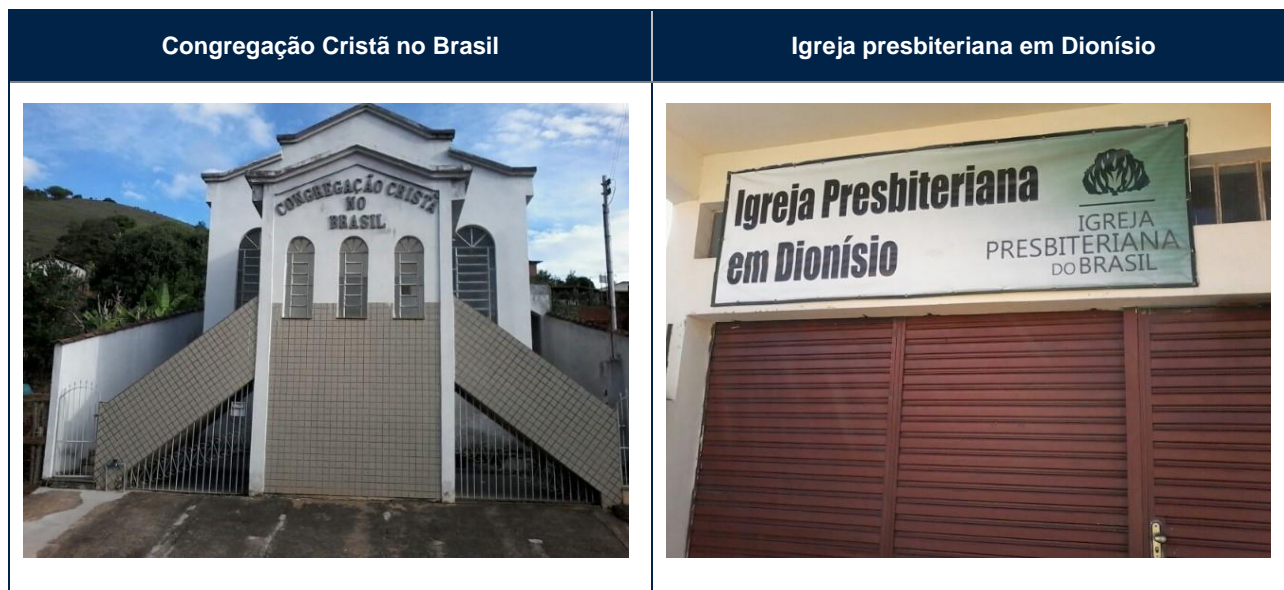 Congregação Cristã no Brasil
Igreja presbiteriana em Dionísio
CONGREGAÇÃO CRISTÃ
NO
BRASIL
Igreja Presbiteriana
em Dionísio
IGREJA
PRESBITERIANA
DO BRASIL